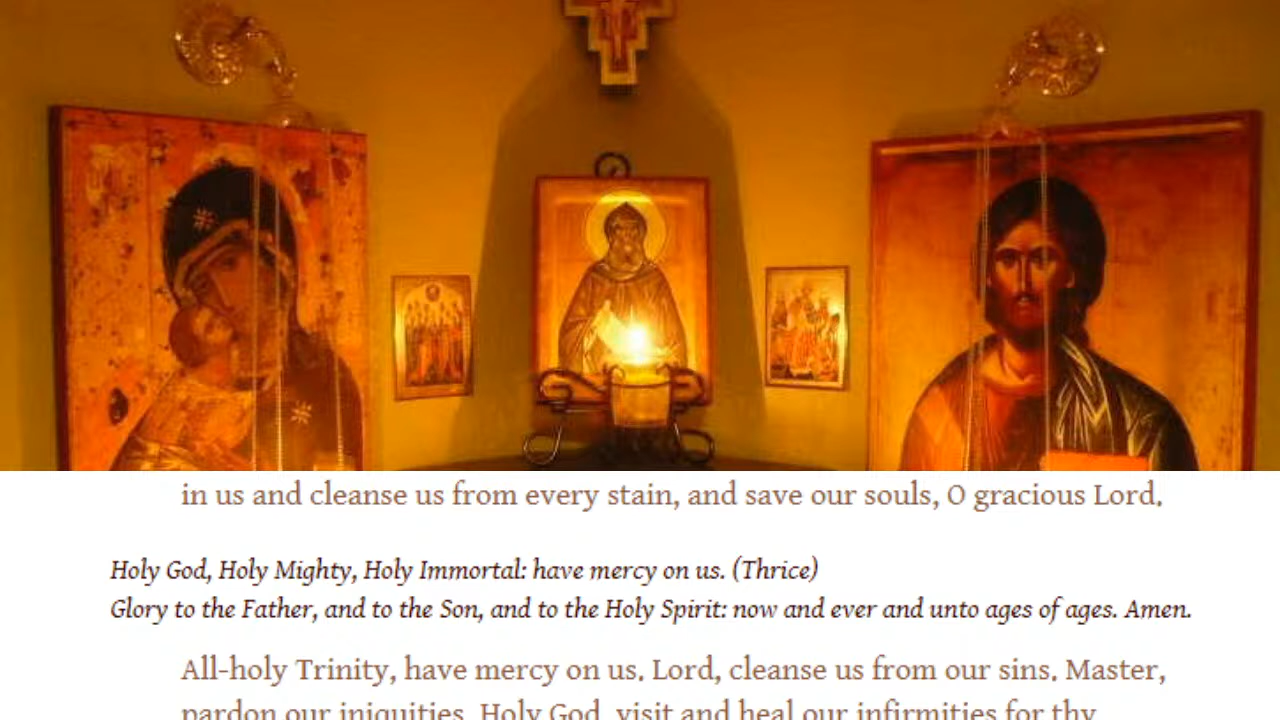 in us and cleanse us from every stain, and save our souls, O gracious Lord.
Holy God, Holy Mighty, Holy Immortal: have mercy on us. (Thrice)
Glory to the Father, and to the Son, and to the Holy Spirit: now and ever and unto ages of ages. Amen.
All-holy Trinity, have mercy on us. Lord, cleanse us from our sins. Master,
pardon our iniquities. Holy God, visit and heal our infirmities for thy